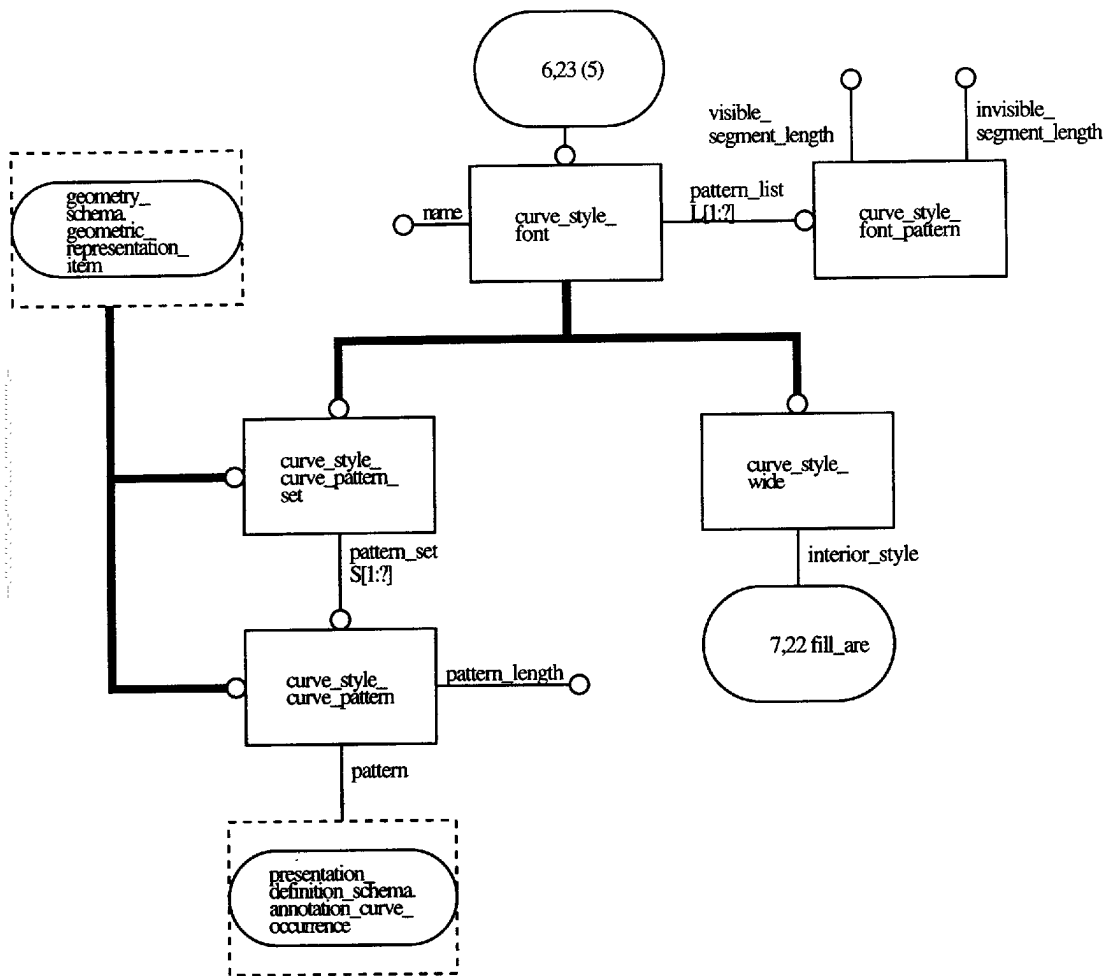 6,23 (5)
visible_
segment_length
invisible_
segment_length
geometry_
schema.
geometric_
representation_
item
name
curve_style_
font
pattern_list
L[1:?]
curve_style_
font_pattern
curve_style_
curve_pattern_
set
curve_style_
wide
pattern_set
S[1:?]
interior_style
curve_style_
curve_pattern
pattern_length
7,22 fill_are
pattern
presentation_
definition_schema.
annotation_curve_
occurrence